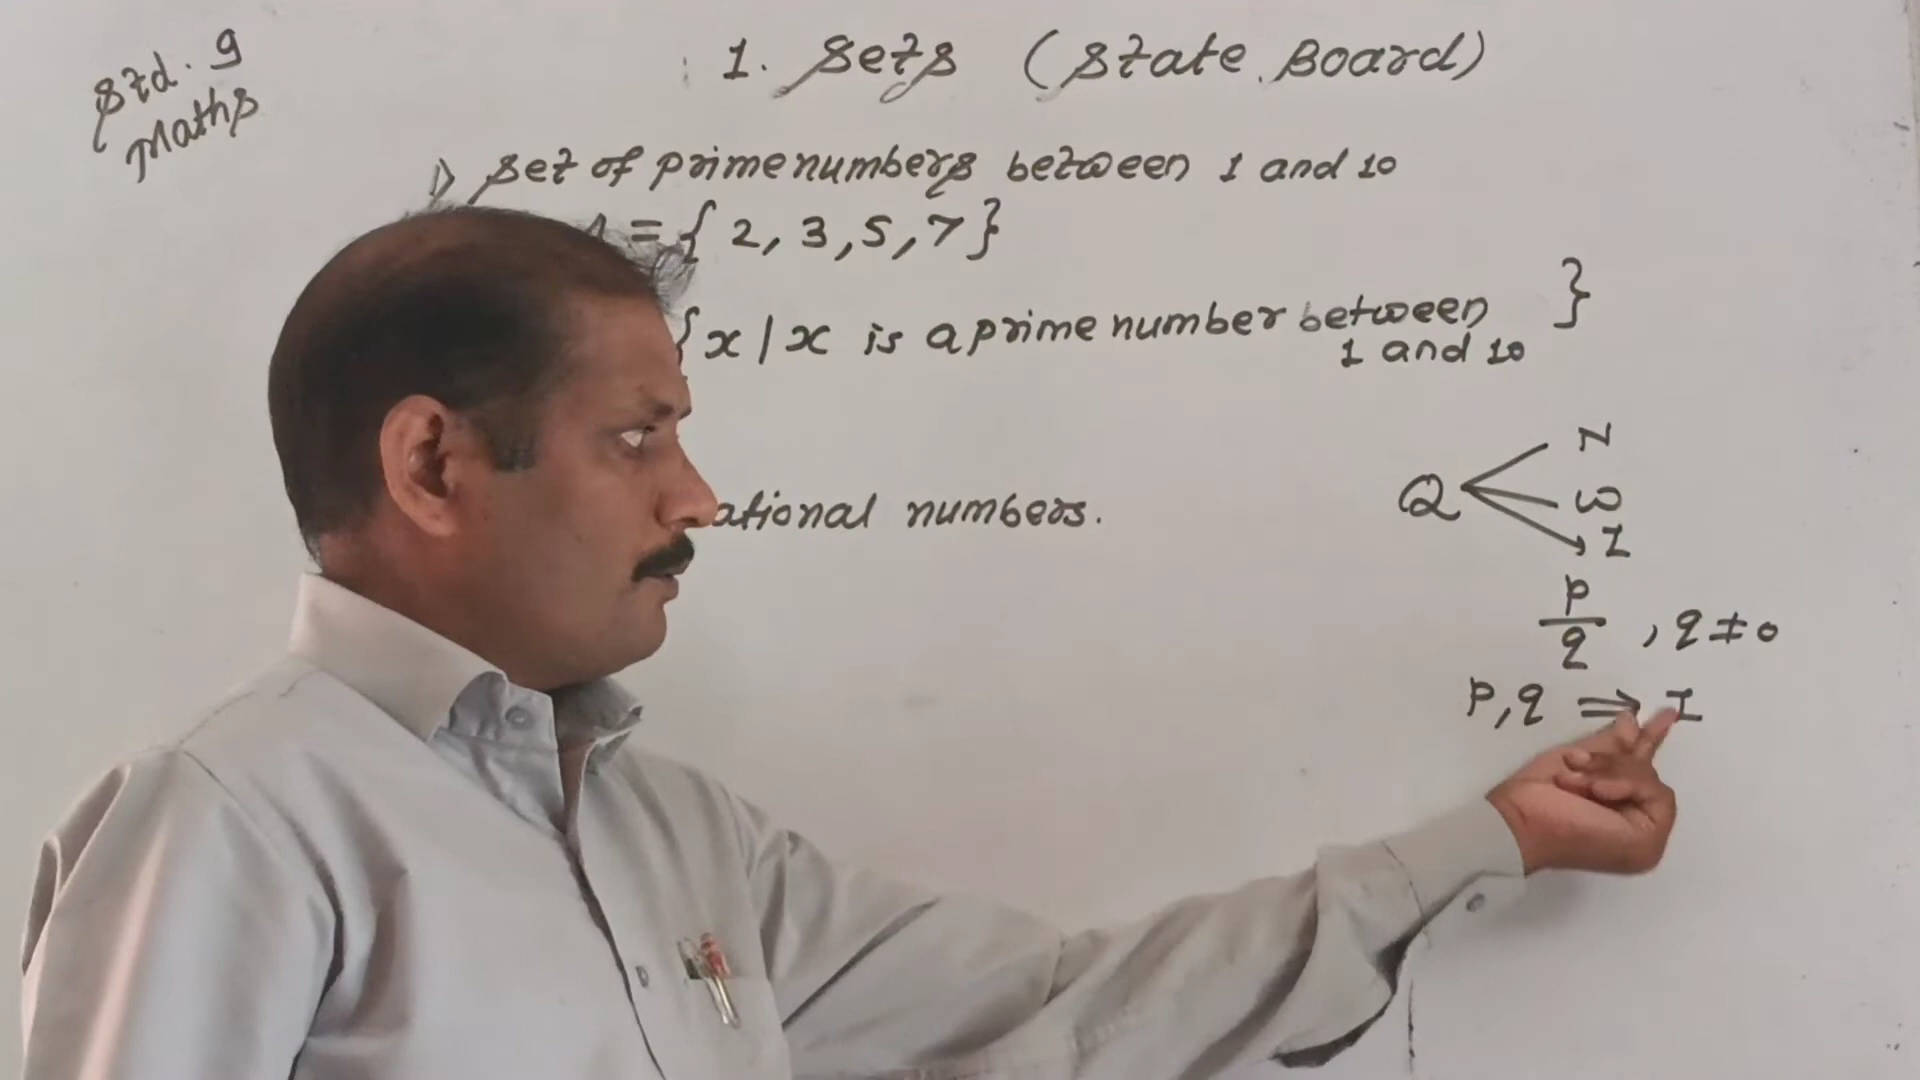 Std. 9
Maths
1. Sets (State Board)
1) Set of prime numbers between 1 and 10
= { 2, 3, 5, 7 }
{ x / x is a prime number between
1 and 10 }
Q N
W
I
ational numbers.
p/q , q ≠ 0
P, q ⇒ I